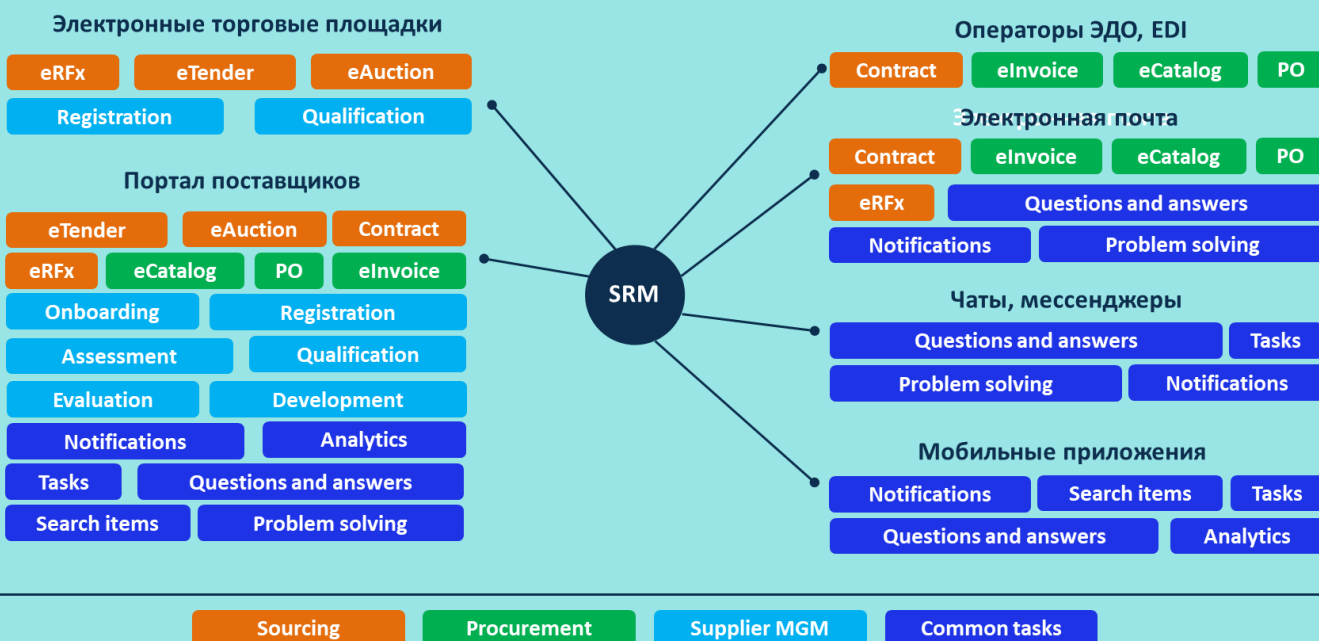 Электронные торговые площадки
eRFx eTender eAuction
Registration Qualification
Портал поставщиков
eTender eAuction Contract
eRFx eCatalog PO eInvoice
Onboarding Registration
Assessment Qualification
Evaluation Development
Notifications Analytics
Tasks Questions and answers
Search items Problem solving
SRM
Операторы ЭДО, EDI
Contract eInvoice eCatalog PO
Электронная почта
Contract eInvoice eCatalog PO
eRFx Questions and answers
Notifications Problem solving
Чаты, мессенджеры
Questions and answers Tasks
Problem solving Notifications
Мобильные приложения
Notifications Search items Tasks
Questions and answers Analytics
Sourcing Procurement Supplier MGM Common tasks